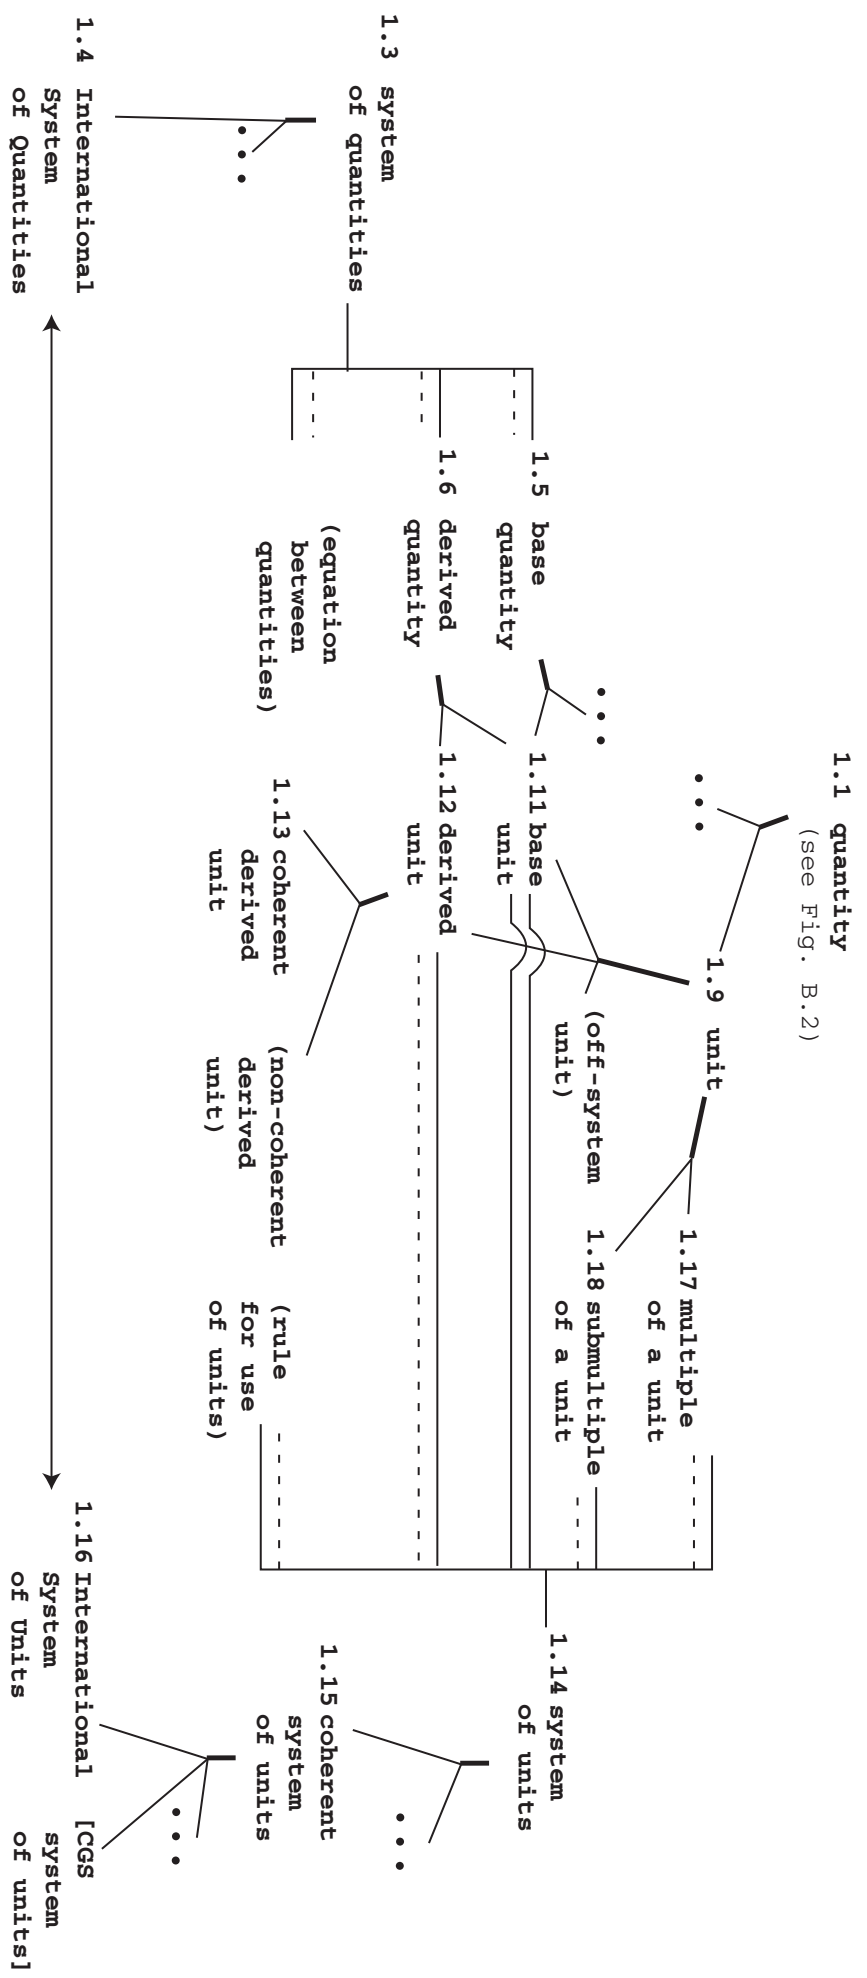 1.1 quantity
(see Fig. B.2)
1.9 unit
1.17 multiple
of a unit
1.18 submultiple
of a unit
(off-system
unit)
1.14 system
of units
1.5 base
quantity
1.11 base
unit
1.6 derived
quantity
1.12 derived
unit
1.3 system
of quantities
(equation
between
quantities)
1.13 coherent
derived
unit
(non-coherent
derived
unit)
(rule
for use
of units)
1.15 coherent
system
of units
1.4 International
System
of Quantities
1.16 International
System
of Units
[CGS
system
of units]